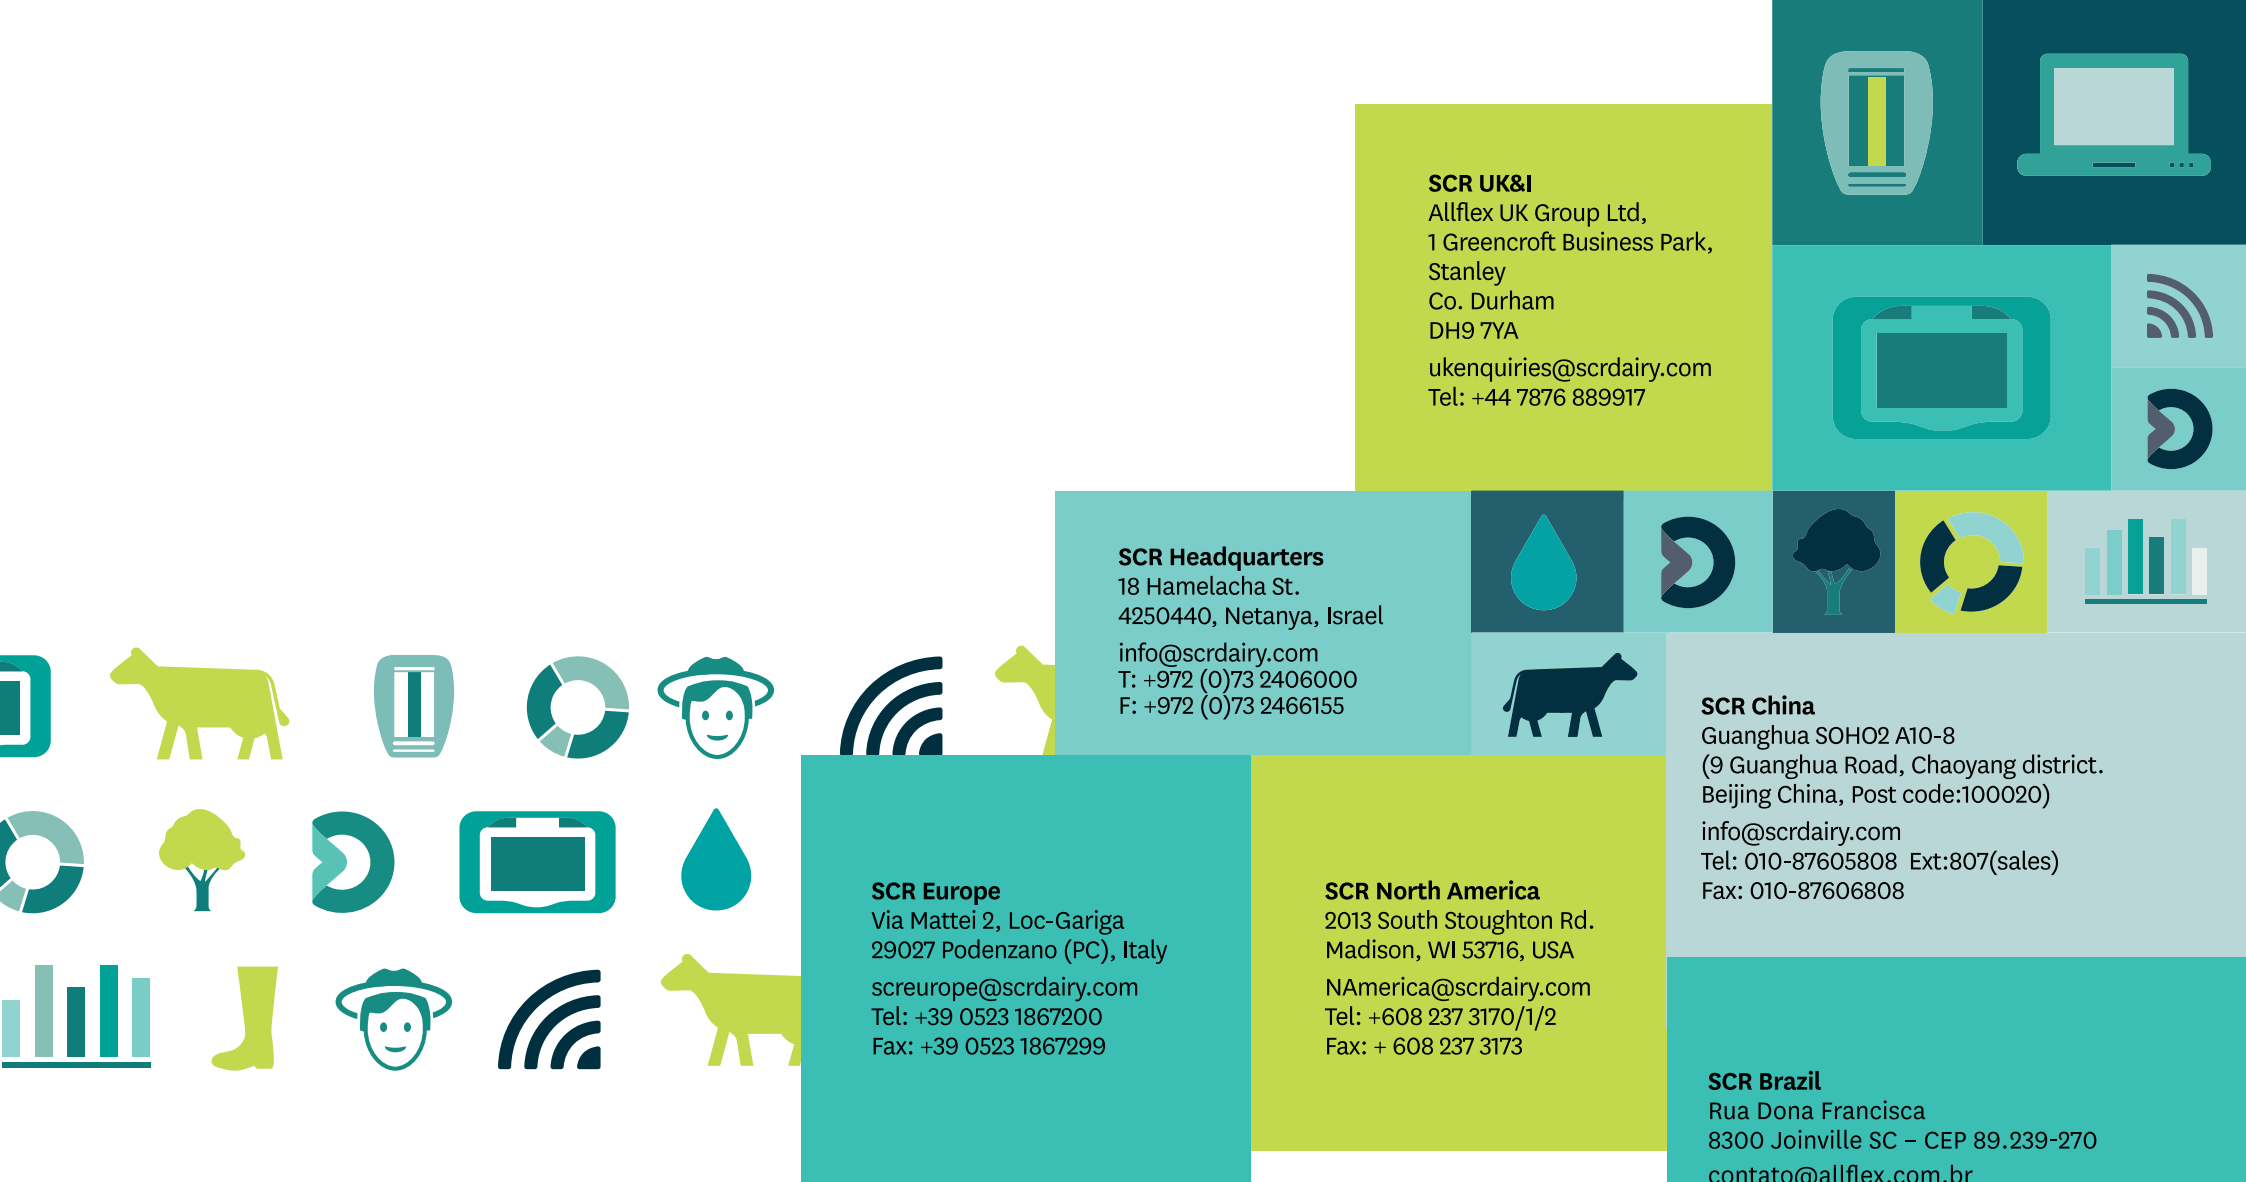 SCR UK&I
Allflex UK Group Ltd,
1 Greencroft Business Park,
Stanley
Co. Durham
DH9 7YA
ukenquiries@scrdairy.com
Tel: +44 7876 889917
SCR Headquarters
18 Hamelacha St.
4250440, Netanya, Israel
info@scrdairy.com
T: +972 (0)73 2406000
F: +972 (0)73 2466155
SCR China
Guanghua SOHO2 A10-8
(9 Guanghua Road, Chaoyang district.
Beijing China, Post code:100020)
info@scrdairy.com
Tel: 010-87605808 Ext:807(sales)
Fax: 010-87606808
SCR Europe
Via Mattei 2, Loc-Gariga
29027 Podenzano (PC), Italy
screurope@scrdairy.com
Tel: +39 0523 1867200
Fax: +39 0523 1867299
SCR North America
2013 South Stoughton Rd.
Madison, WI 53716, USA
NAmerica@scrdairy.com
Tel: +608 237 3170/1/2
Fax: + 608 237 3173
SCR Brazil
Rua Dona Francisca
8300 Joinville SC – CEP 89.239-270
contato@allflex.com.br